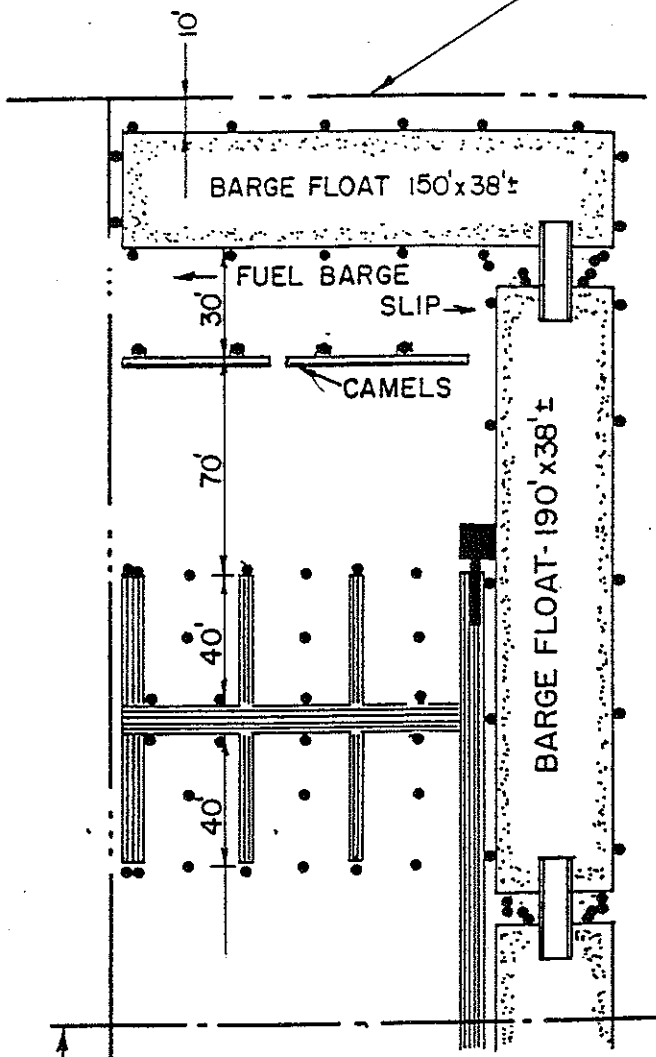 10'
BARGE FLOAT 150'x38'±
FUEL BARGE
SLIP
30'
CAMELS
70'
BARGE FLOAT-190'x38'±
40'
40'